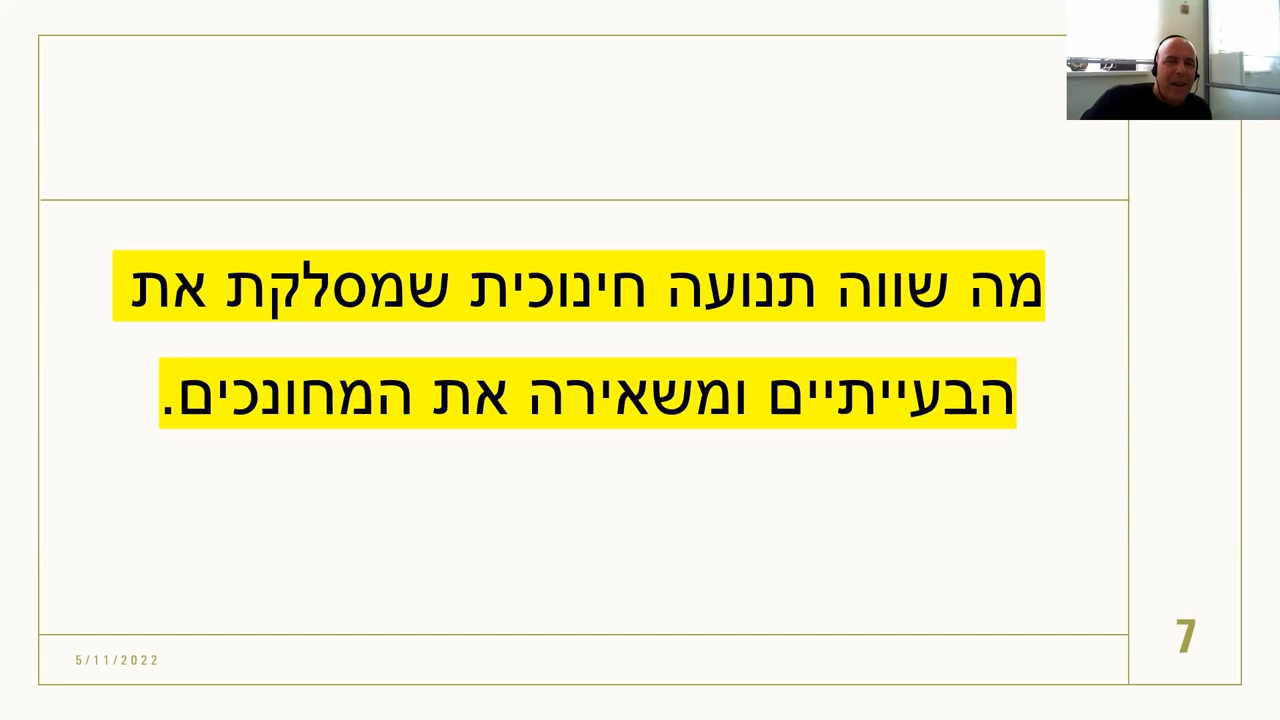 מה שווה תנועה חינוכית שמסלקת את
הבעייתיים ומשאירה את המחונכים.
5/11/2022
7